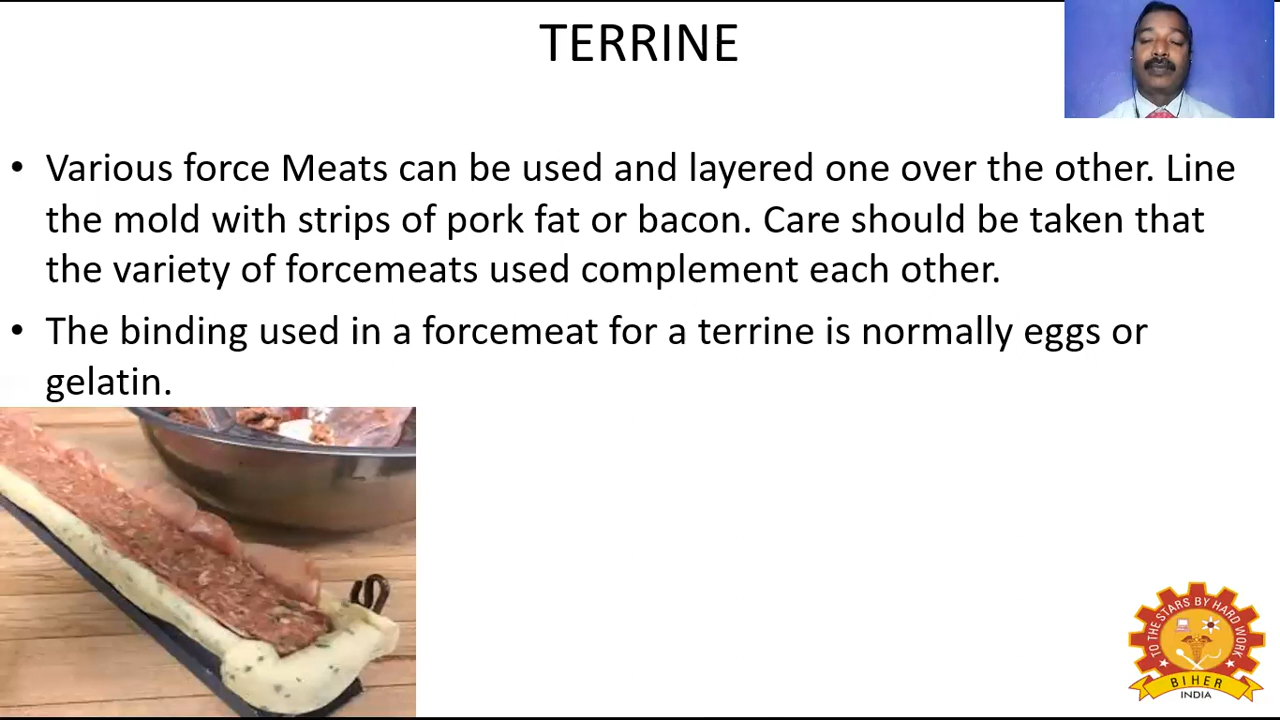 TERRINE
• Various force Meats can be used and layered one over the other. Line
the mold with strips of pork fat or bacon. Care should be taken that
the variety of forcemeats used complement each other.
• The binding used in a forcemeat for a terrine is normally eggs or
gelatin.
TO THE STARS BY HARD WORK
BIHER
INDIA